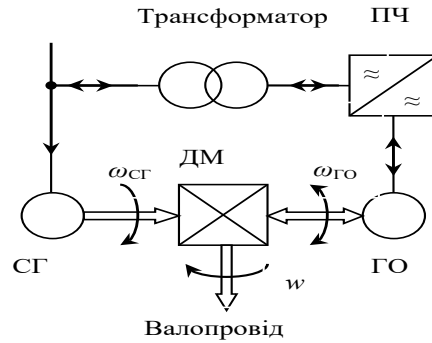 Трансформатор ПЧ
≈
≈
ωСГ ДМ ωГО
СГ ГО
w
Валопровід